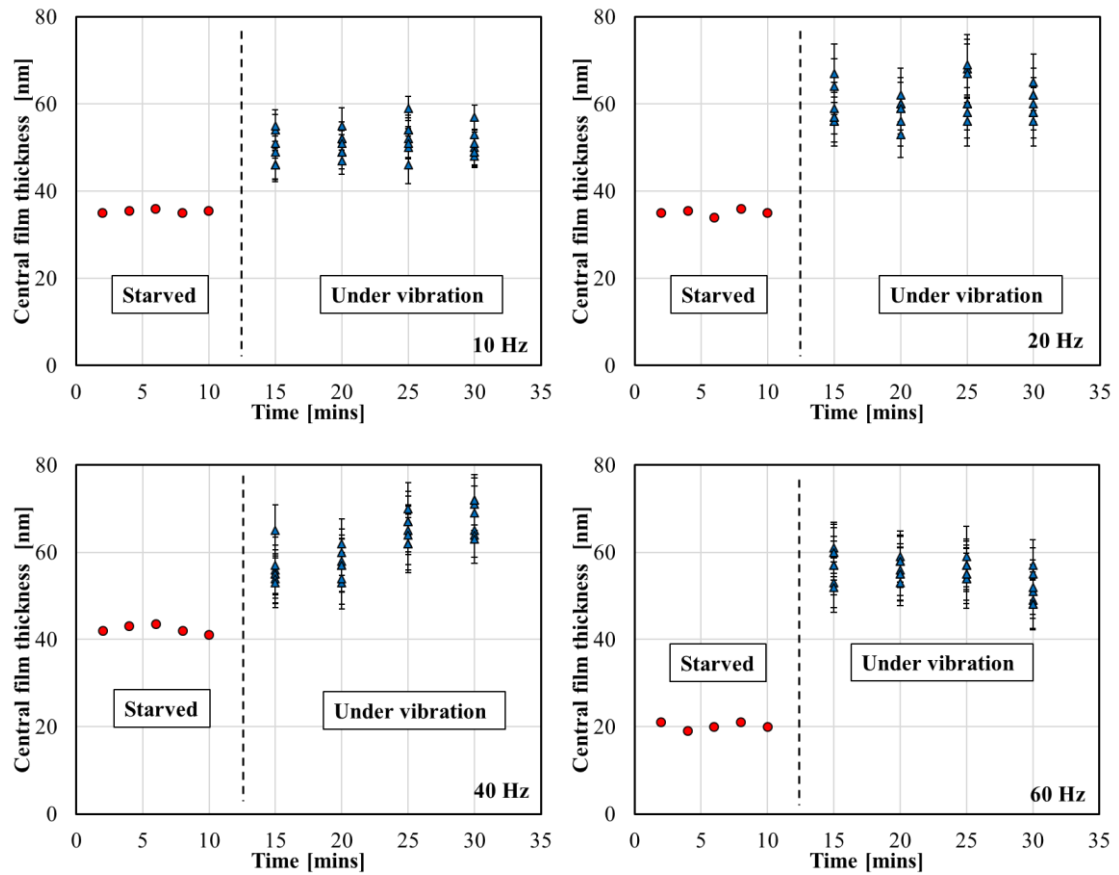 80
60
40
20
0
Central film thickness [nm]
Starved
Under vibration
10 Hz
0 5 10 15 20 25 30 35
Time [mins]
80
60
40
20
0
Central film thickness [nm]
Starved
Under vibration
20 Hz
0 5 10 15 20 25 30 35
Time [mins]
80
60
40
20
0
Central film thickness [nm]
Starved
Under vibration
40 Hz
0 5 10 15 20 25 30 35
Time [mins]
80
60
40
20
0
Central film thickness [nm]
Starved
Under vibration
60 Hz
0 5 10 15 20 25 30 35
Time [mins]